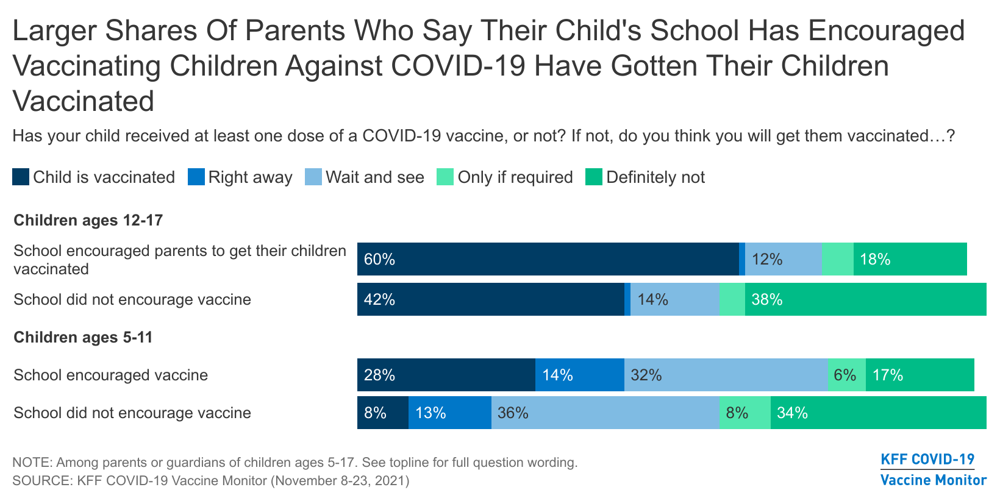 Larger Shares Of Parents Who Say Their Child's School Has Encouraged
Vaccinating Children Against COVID-19 Have Gotten Their Children
Vaccinated
Has your child received at least one dose of a COVID-19 vaccine, or not? If not, do you think you will get them vaccinated…?
Child is vaccinated Right away Wait and see Only if required Definitely not
Children ages 12-17
School encouraged parents to get their children
vaccinated
60% 12% 18%
School did not encourage vaccine 42% 14% 38%
Children ages 5-11
School encouraged vaccine 28% 14% 32% 6% 17%
School did not encourage vaccine 8% 13% 36% 8% 34%
NOTE: Among parents or guardians of children ages 5-17. See topline for full question wording.
SOURCE: KFF COVID-19 Vaccine Monitor (November 8-23, 2021)
KFF COVID-19
Vaccine Monitor